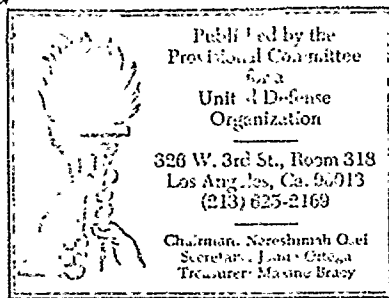 by the
Provisional Committee
for a
United Defense
Organization
326 W. 3rd St., Room 318
Los Angeles, Ca. 90013
(213) 625-2169
Chairman:
Secretary:
Treasurer: Maxine